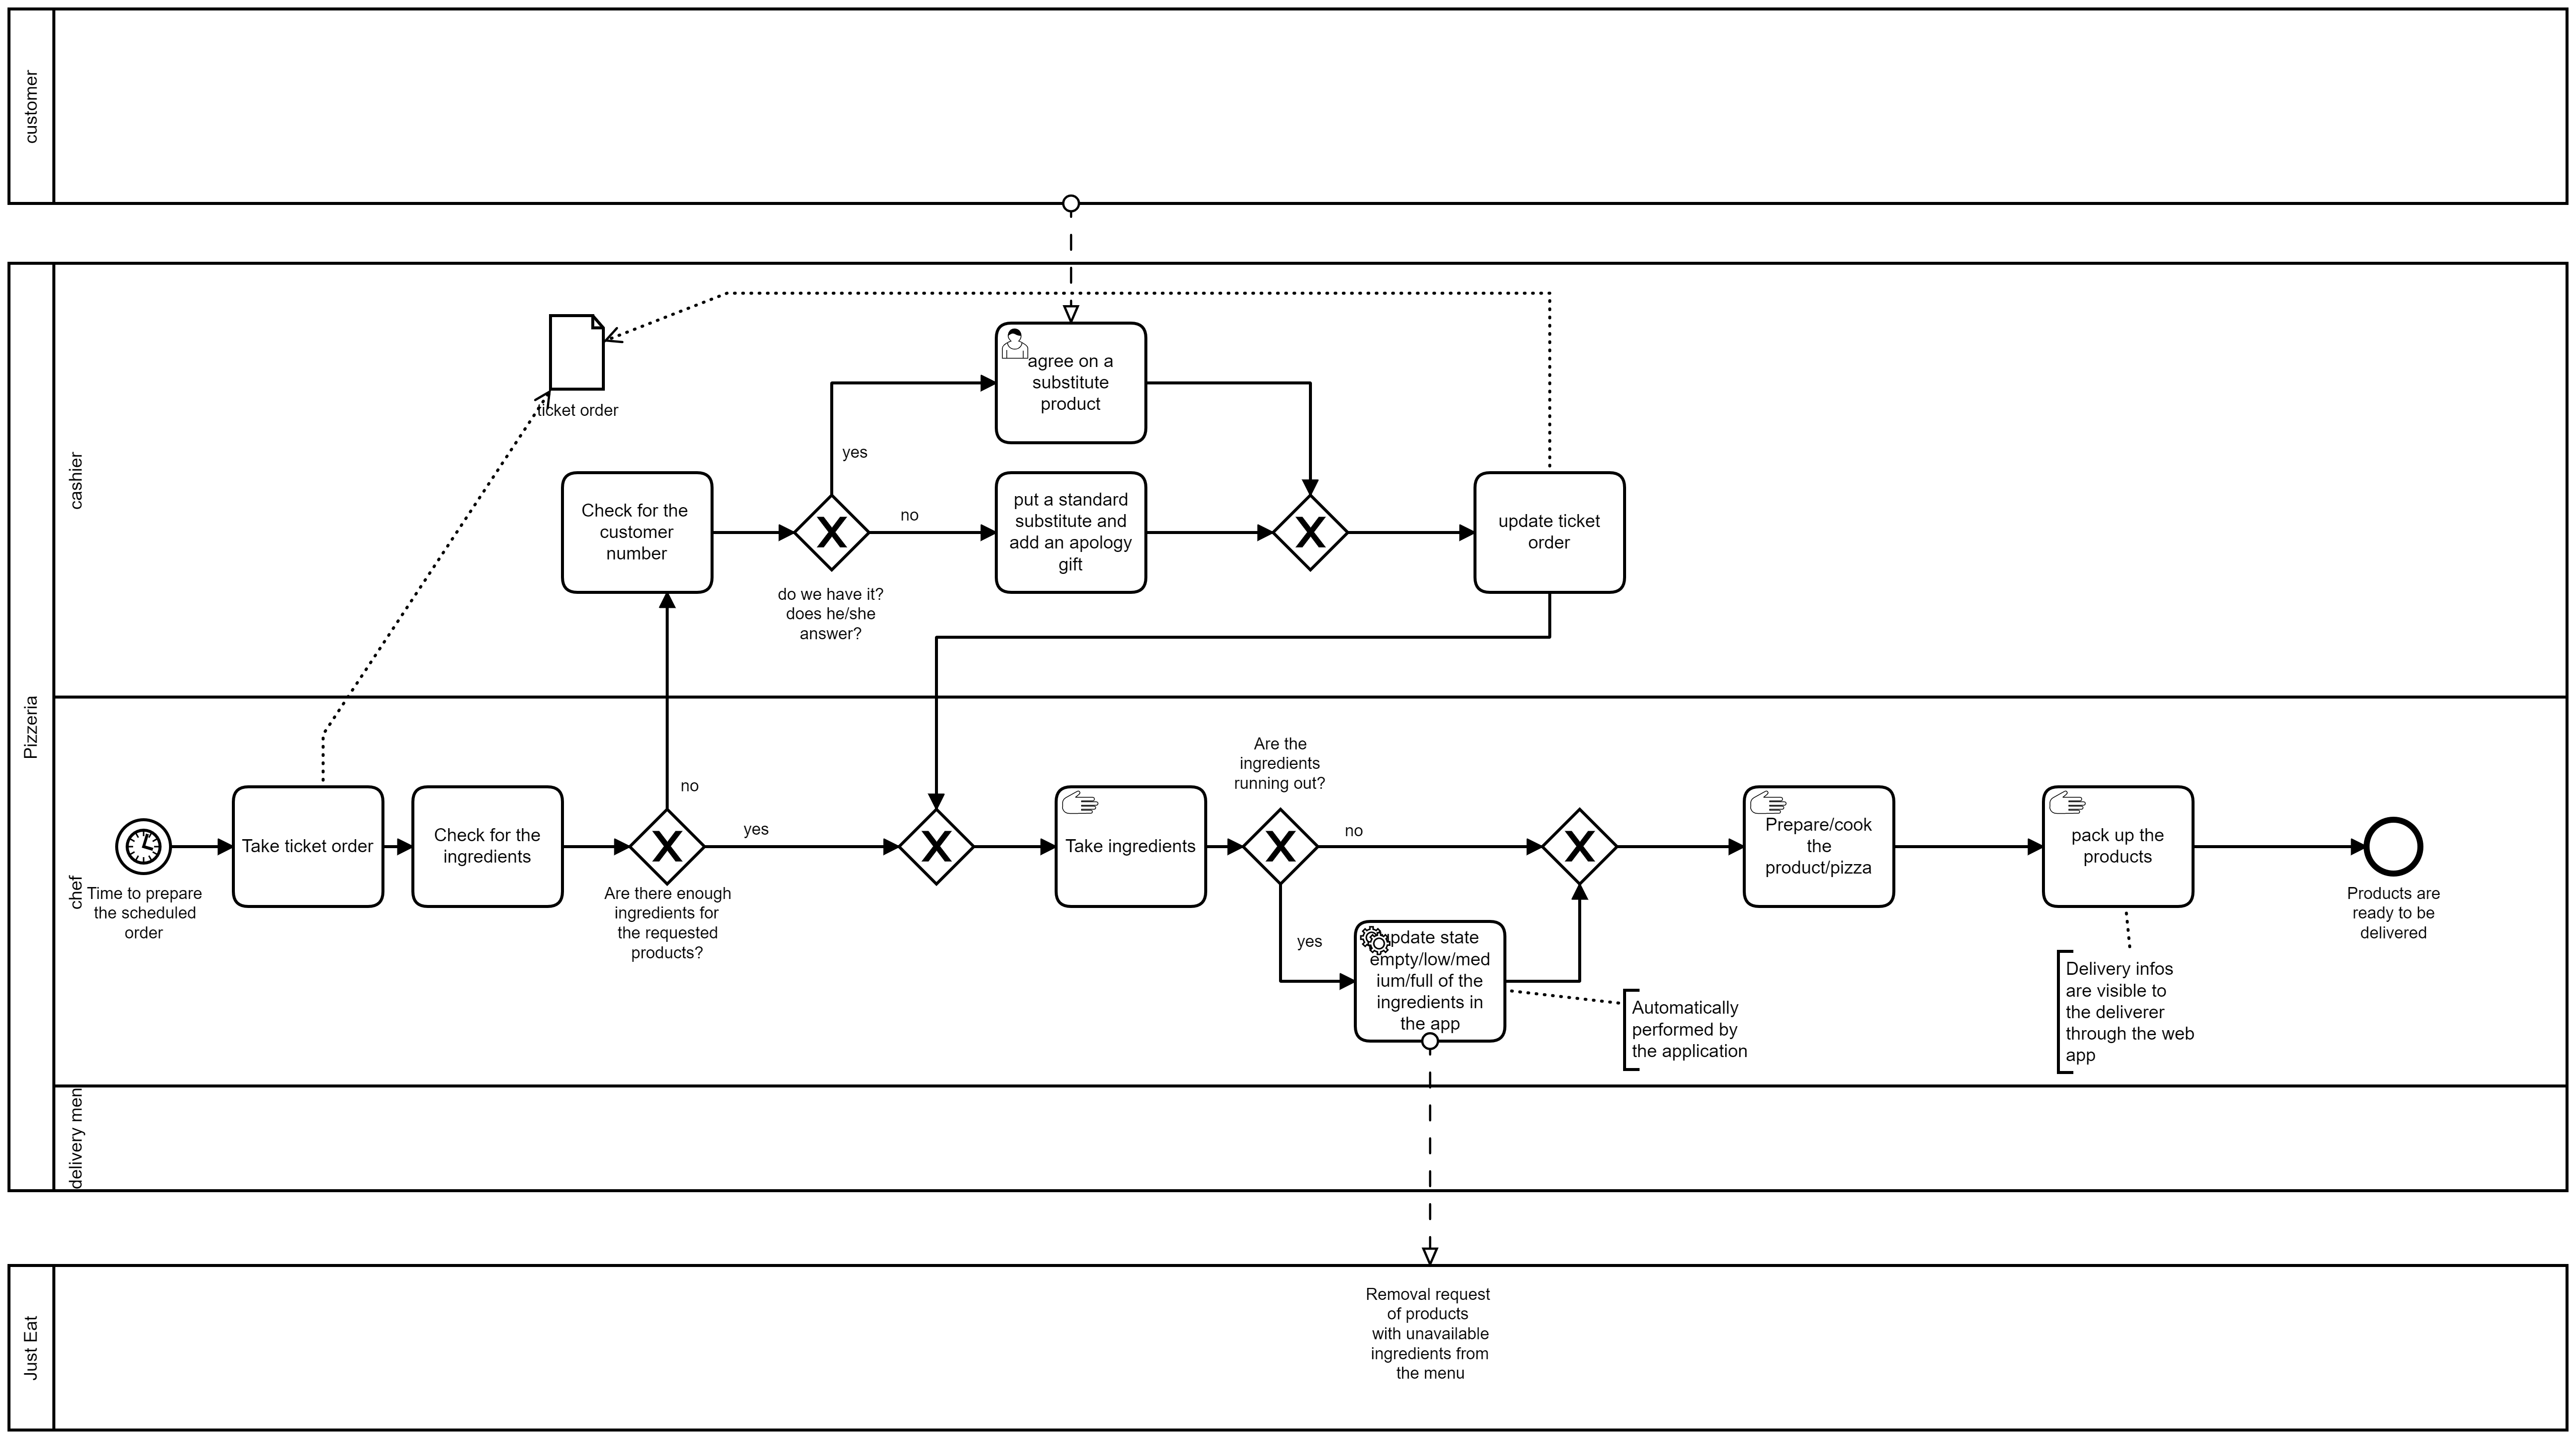 customer
Pizzeria
cashier
ticket order
agree on a
substitute
product
yes
Check for the
customer
number
no
put a standard
substitute and
add an apology
gift
update ticket
order
do we have it?
does he/she
answer?
chef
Time to prepare
the scheduled
order
Take ticket order
Check for the
ingredients
no
yes
Are there enough
ingredients for
the requested
products?
Take ingredients
Are the
ingredients
running out?
no
yes
update state
empty/low/med
ium/full of the
ingredients in
the app
Automatically
performed by
the application
Prepare/cook
the
product/pizza
pack up the
products
Delivery infos
are visible to
the deliverer
through the web
app
Products are
ready to be
delivered
delivery men
Just Eat
Removal request
of products
with unavailable
ingredients from
the menu